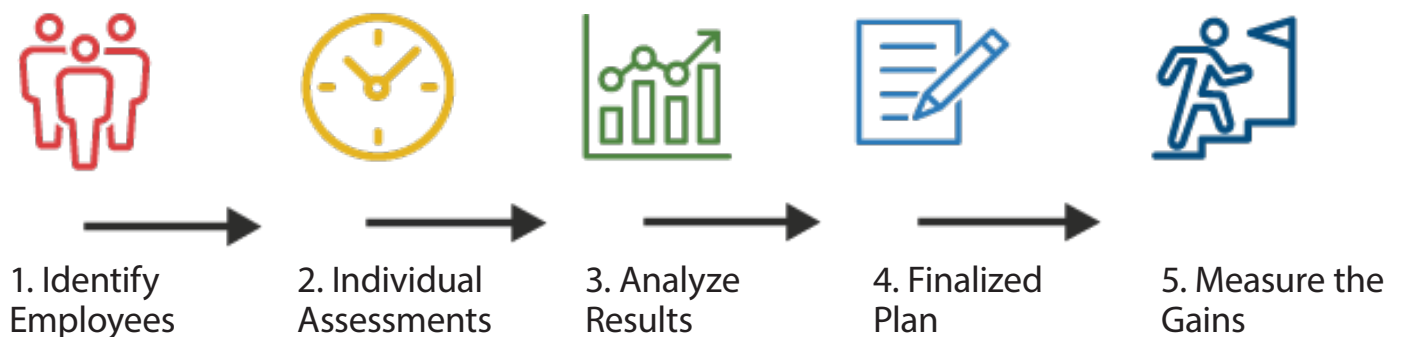 1. Identify
Employees
2. Individual
Assessments
3. Analyze
Results
4. Finalized
Plan
5. Measure the
Gains